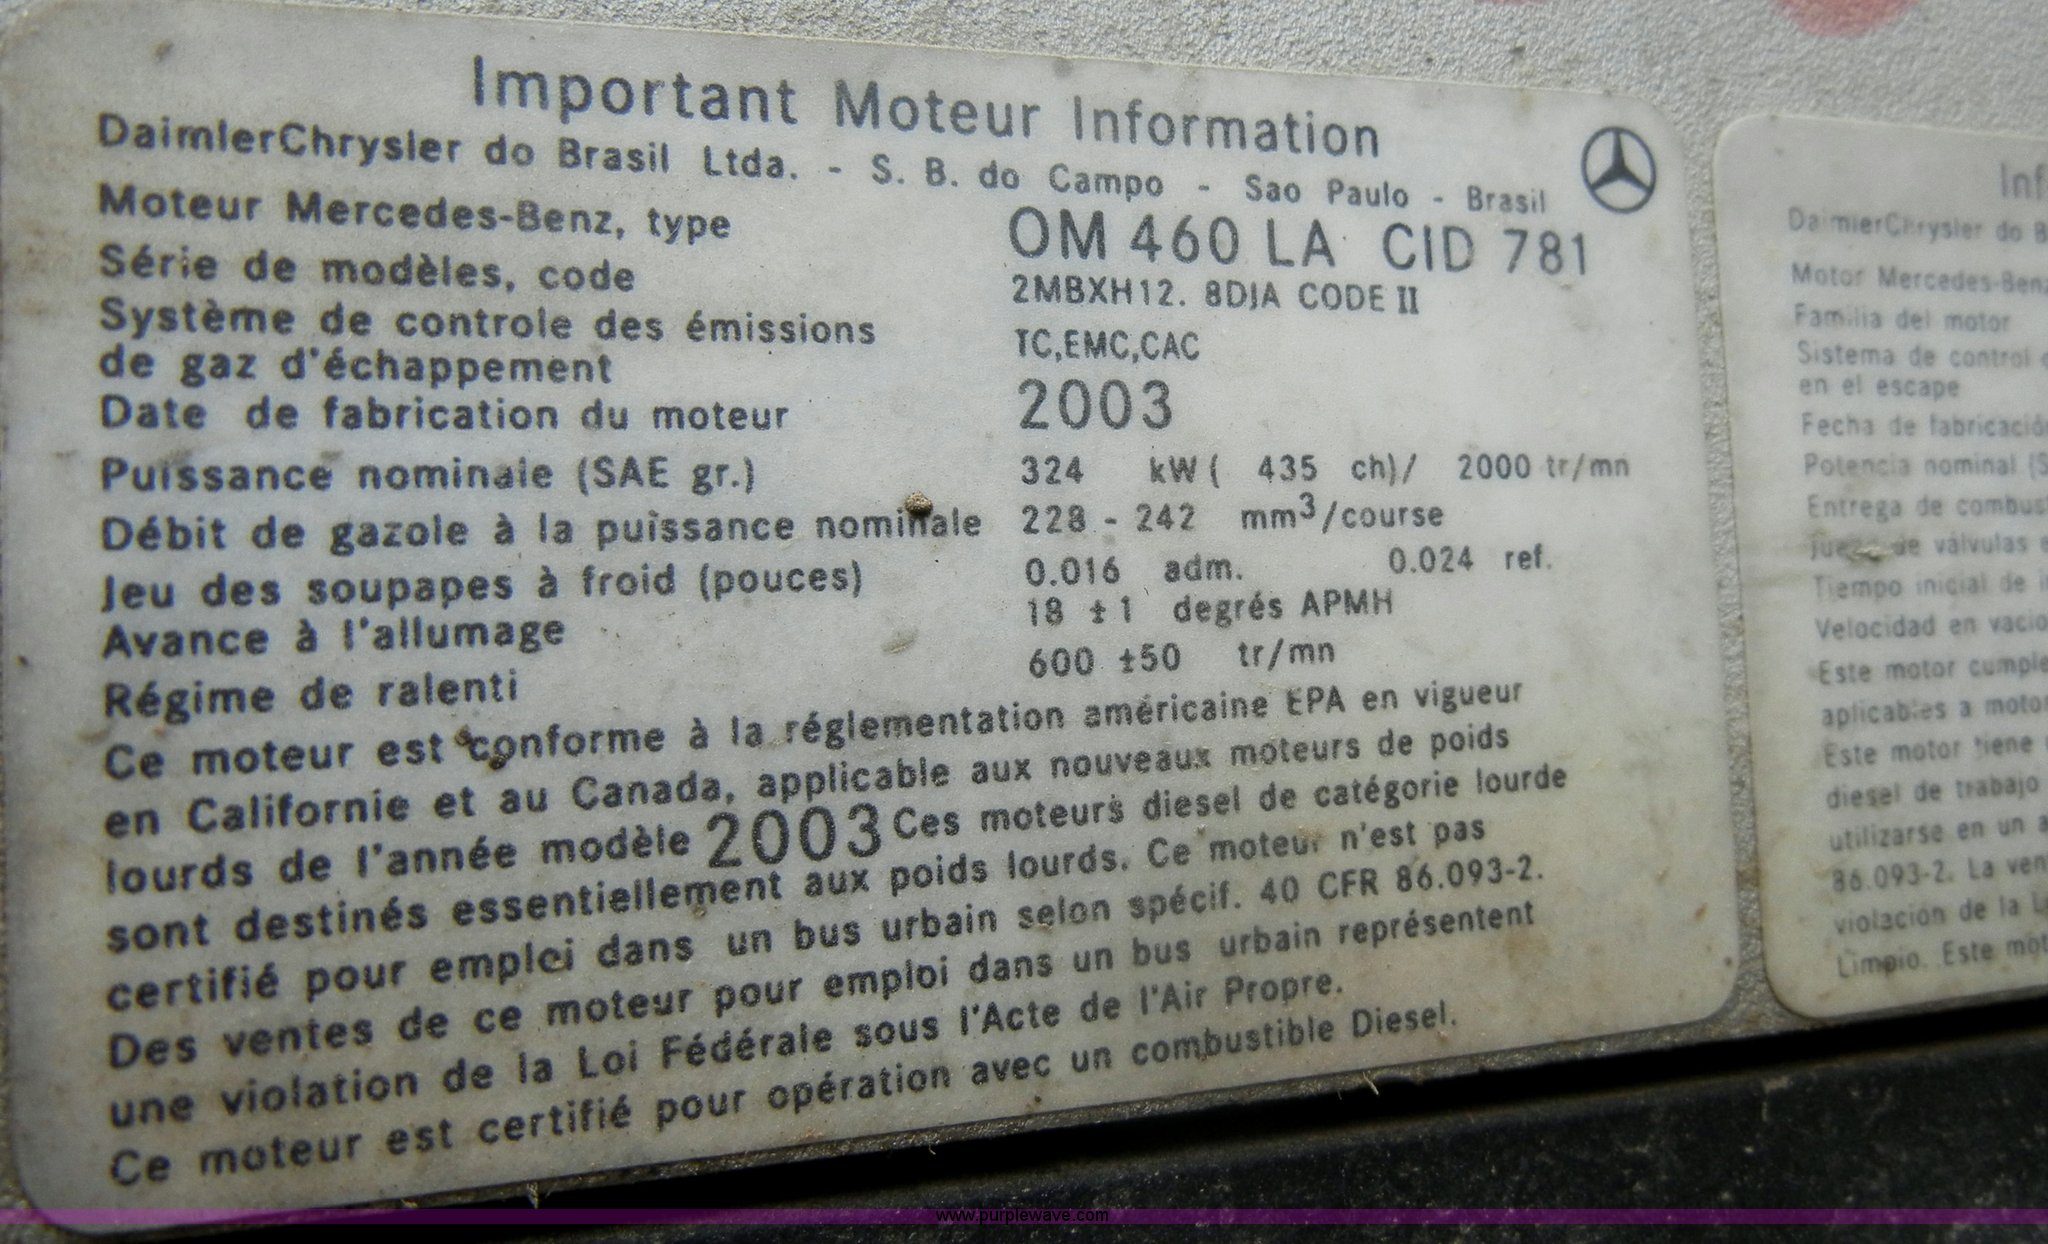 Important Moteur Information
DaimlerChrysler do Brasil Ltda. - S. B. do Campo - Sao Paulo - Brasil
Moteur Mercedes-Benz, type OM 460 LA CID 781
Série de modèles, code 2MBXH12. 8DJA CODE II
Système de controle des émissions
de gaz d'échappement TC,EMC,CAC
Date de fabrication du moteur 2003
Puissance nominale (SAE gr.) 324 kW ( 435 ch)/ 2000 tr/mn
Débit de gazole à la puissance nominale 228 - 242 mm³/course
Jeu des soupapes à froid (pouces) 0.016 adm. 0.024 ref.
Avance à l'allumage 18 ±1 degrés APMH
Régime de ralenti 600 ±50 tr/mn
Ce moteur est conforme à la réglementation américaine EPA en vigueur
en Californie et au Canada, applicable aux nouveaux moteurs de poids
lourds de l'année modèle 2003 Ces moteurs diesel de catégorie lourde
sont destinés essentiellement aux poids lourds. Ce moteur n'est pas
certifié pour emploi dans un bus urbain selon spécif. 40 CFR 86.093-2.
Des ventes de ce moteur pour emploi dans un bus urbain représentent
une violation de la Loi Fédérale sous l'Acte de l'Air Propre.
Ce moteur est certifié pour opération avec un combustible Diesel.
Inf
DaimlerChrysler do B
Motor Mercedes-Benz
Familia del motor
Sistema de control
en el escape
Fecha de fabricació
Potencia nominal (S
Entrega de combus
de válvulas
Tiempo inicial de
Velocidad en vacio
Este motor cumple
aplicables a motor
Este motor tiene
diesel de trabajo
utilizarse en un
86.093-2. La ven
violación de la L
Limpio. Este mot
www.purplewave.com